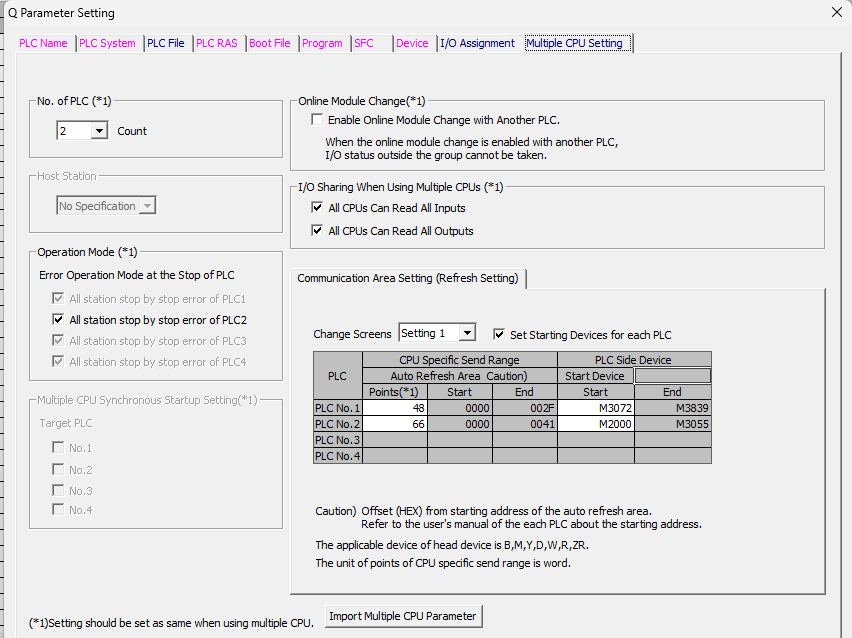 Q Parameter Setting
PLC Name PLC System PLC File PLC RAS Boot File Program SFC Device I/O Assignment Multiple CPU Setting
No. of PLC (*1)
2 Count
Host Station
No Specification
Operation Mode (*1)
Error Operation Mode at the Stop of PLC
All station stop by stop error of PLC1
All station stop by stop error of PLC2
All station stop by stop error of PLC3
All station stop by stop error of PLC4
Multiple CPU Synchronous Startup Setting(*1)
Target PLC
No.1
No.2
No.3
No.4
Online Module Change(*1)
Enable Online Module Change with Another PLC.
When the online module change is enabled with another PLC,
I/O status outside the group cannot be taken.
I/O Sharing When Using Multiple CPUs (*1)
All CPUs Can Read All Inputs
All CPUs Can Read All Outputs
Communication Area Setting (Refresh Setting)
Change Screens Setting 1 Set Starting Devices for each PLC
PLC CPU Specific Send Range PLC Side Device
Auto Refresh Area Caution) Start Device
Points(*1) Start End Start End
PLC No.1 48 0000 002F M3072 M3839
PLC No.2 66 0000 0041 M2000 M3055
PLC No.3
PLC No.4
Caution) Offset (HEX) from starting address of the auto refresh area.
Refer to the user's manual of the each PLC about the starting address.
The applicable device of head device is B,M,Y,D,W,R,ZR.
The unit of points of CPU specific send range is word.
(*1)Setting should be set as same when using multiple CPU. Import Multiple CPU Parameter